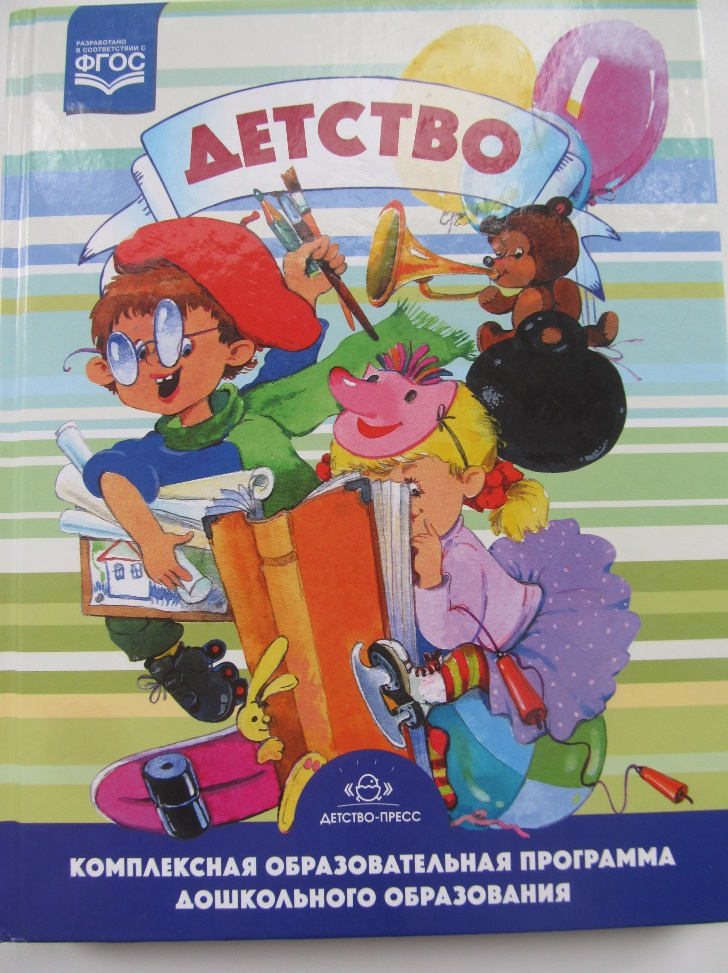 РАЗРАБОТАНО
В СООТВЕТСТВИИ С
ФГОС
ДЕТСТВО
ДЕТСТВО-ПРЕСС
КОМПЛЕКСНАЯ ОБРАЗОВАТЕЛЬНАЯ ПРОГРАММА
ДОШКОЛЬНОГО ОБРАЗОВАНИЯ